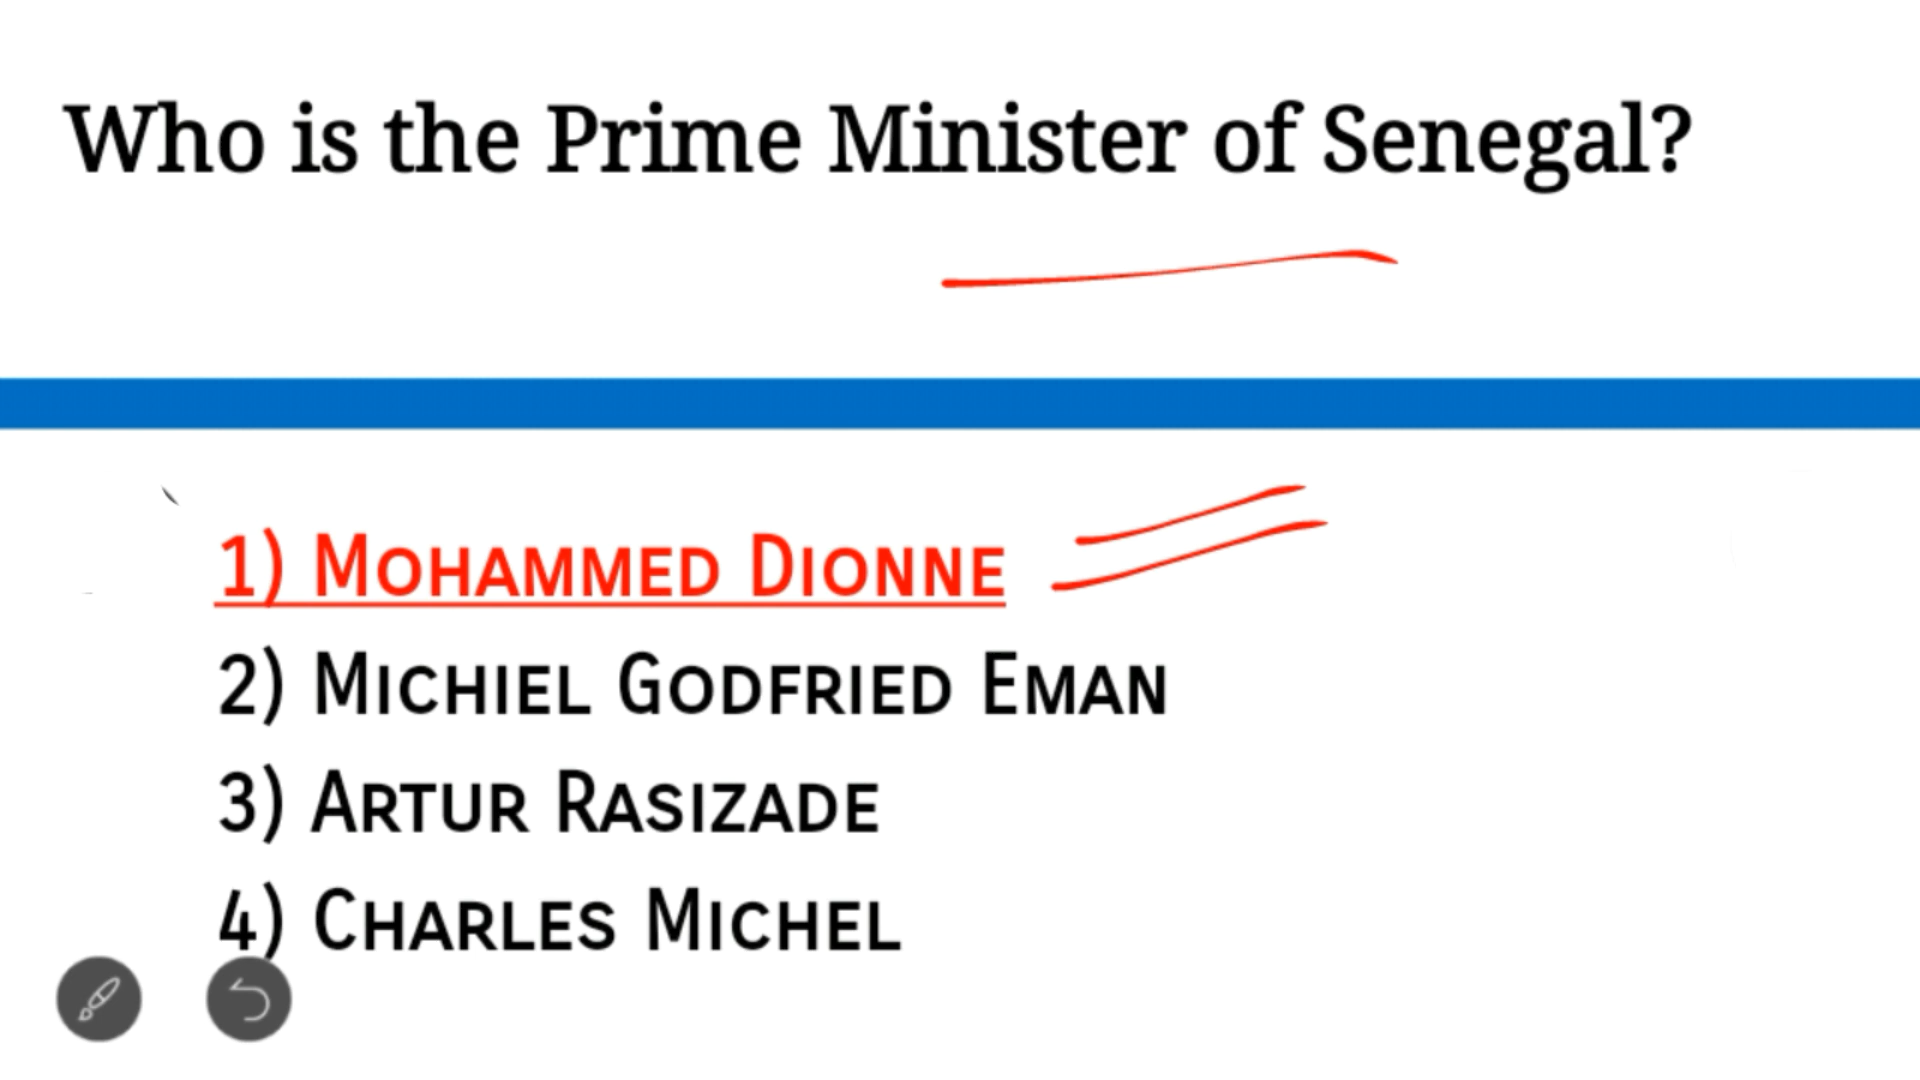 Who is the Prime Minister of Senegal?
1) Mohammed Dionne
2) Michiel Godfried Eman
3) Artur Rasizade
4) Charles Michel